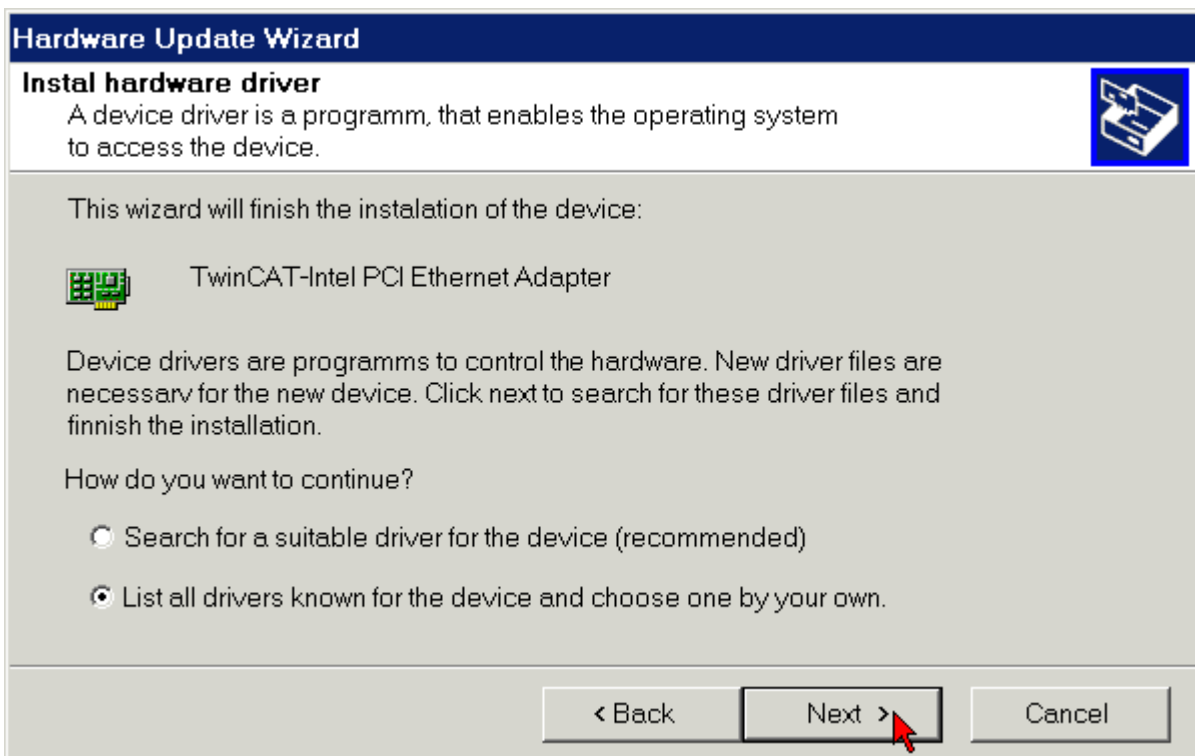 Hardware Update Wizard
Instal hardware driver
A device driver is a programm, that enables the operating system
to access the device.
This wizard will finish the instalation of the device:
TwinCAT-Intel PCI Ethernet Adapter
Device drivers are programms to control the hardware. New driver files are
necessarv for the new device. Click next to search for these driver files and
finnish the installation.
How do you want to continue?
Search for a suitable driver for the device (recommended)
List all drivers known for the device and choose one by your own.
< Back Next > Cancel